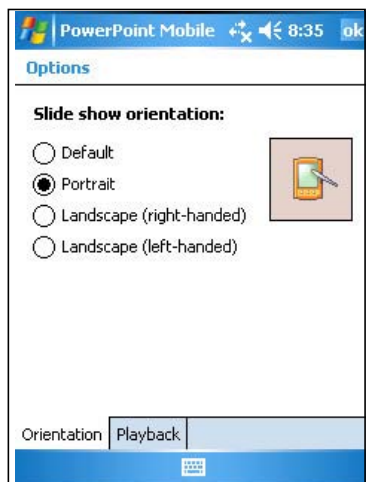 PowerPoint Mobile 8:35 ok
Options
Slide show orientation:
Default
Portrait
Landscape (right-handed)
Landscape (left-handed)
Orientation Playback